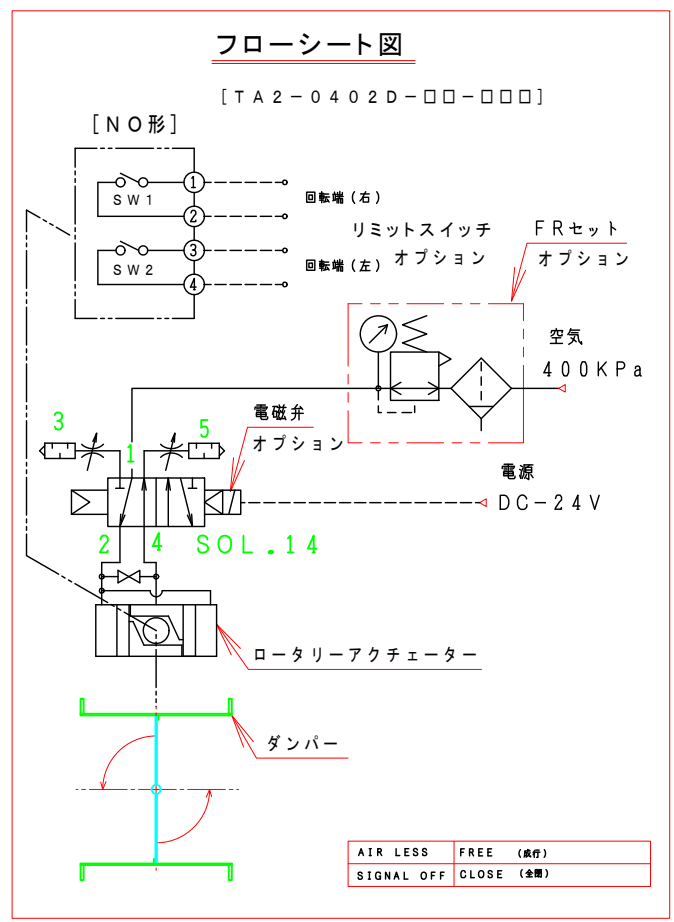 フローシート図
[TA2-0402D-□□-□□□]
[NO形]
1
SW1
2
回転端(右)
3
SW2
4
回転端(左)
リミットスイッチ
オプション
FRセット
オプション
空気
400KPa
電磁弁
オプション
3
1
5
電源
DC-24V
2
4
SOL.14
ロータリーアクチェーター
ダンパー
AIR LESS FREE (成行)
SIGNAL OFF CLOSE (全閉)